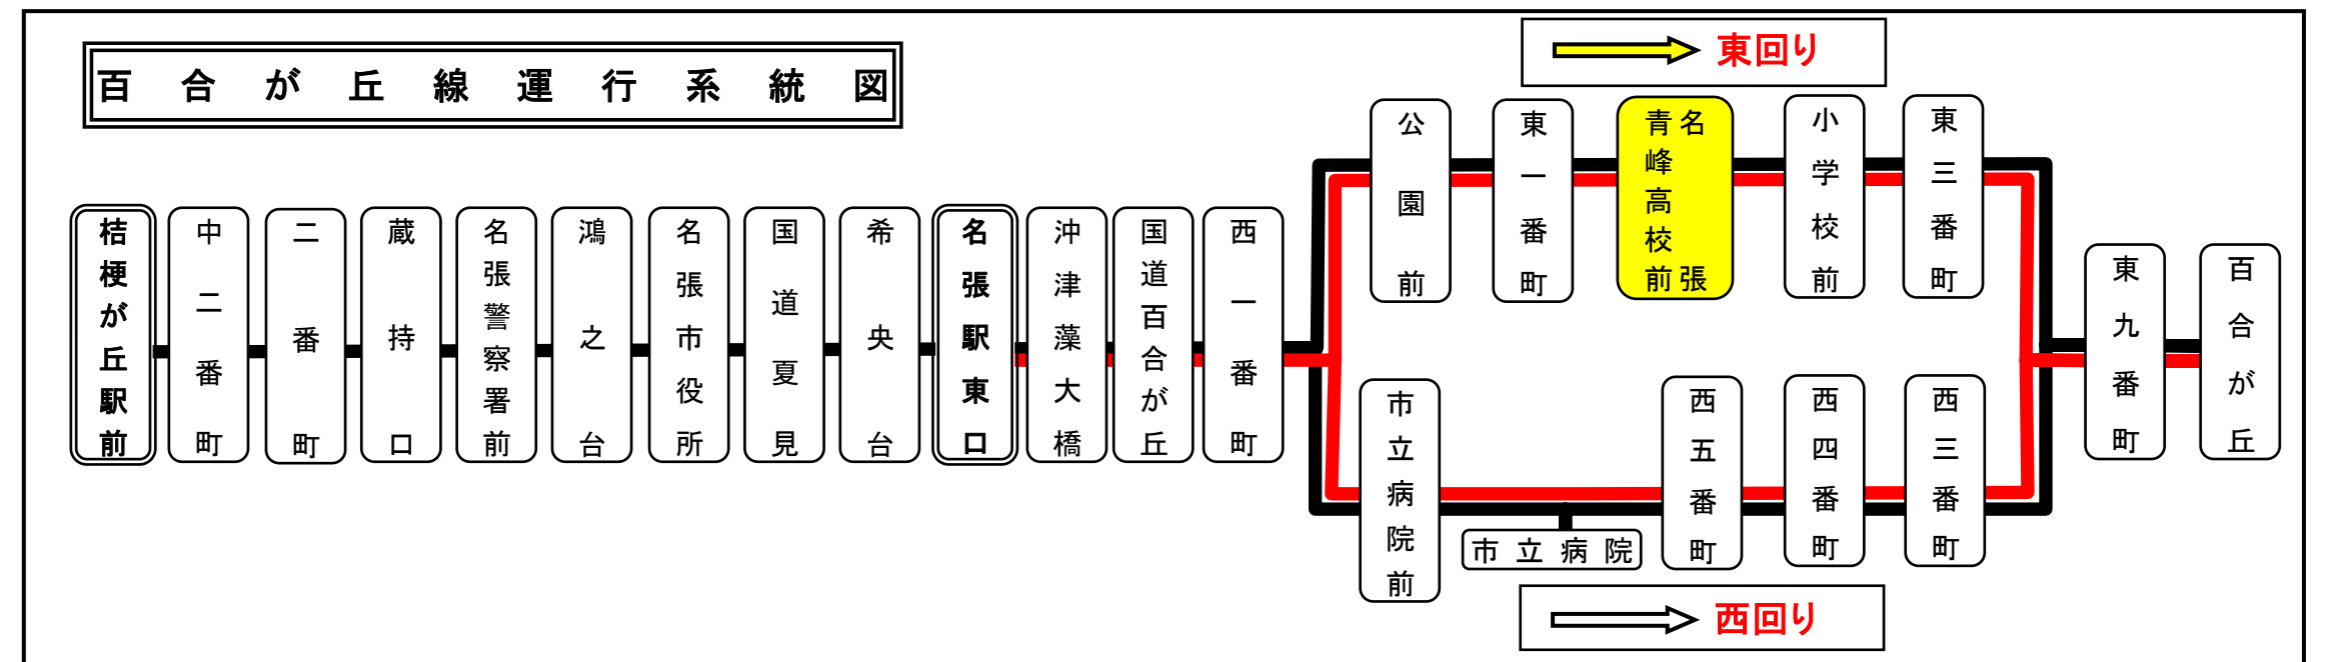 百合が丘線運行系統図
東回り
公園前
東一番町
名張
青峰高校前
小学校前
東三番町
桔梗が丘駅前
中二番町
二番町
蔵持口
名張警察署前
鴻之台
名張市役所
国道夏見
希央台
名張駅東口
沖津藻大橋
国道百合が丘
西一番町
東九番町
百合が丘
市立病院前
市立病院
西五番町
西四番町
西三番町
西回り